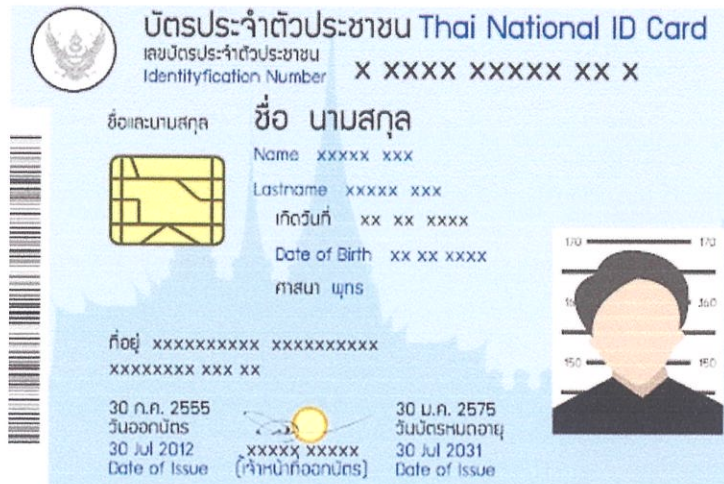 บัตรประจำตัวประชาชน Thai National ID Card
เลขบัตรประจำตัวประชาชน
Identityfication Number X XXXX XXXXX XX X
ชื่อและนามสกุล ชื่อ นามสกุล
Name xxxxx xxx
Lastname xxxxx xxx
เกิดวันที่ xx xx xxxx
Date of Birth xx xx xxxx
ศาสนา พุทธ
170 170
160
150 150
ที่อยู่ xxxxxxxxxx xxxxxxxxxx
xxxxxxxx xxx xx
30 ก.ค. 2555 30 ม.ค. 2575
วันออกบัตร วันบัตรหมดอายุ
30 Jul 2012 xxxxx xxxxx 30 Jul 2031
Date of Issue (เจ้าหน้าที่ออกบัตร) Date of Issue